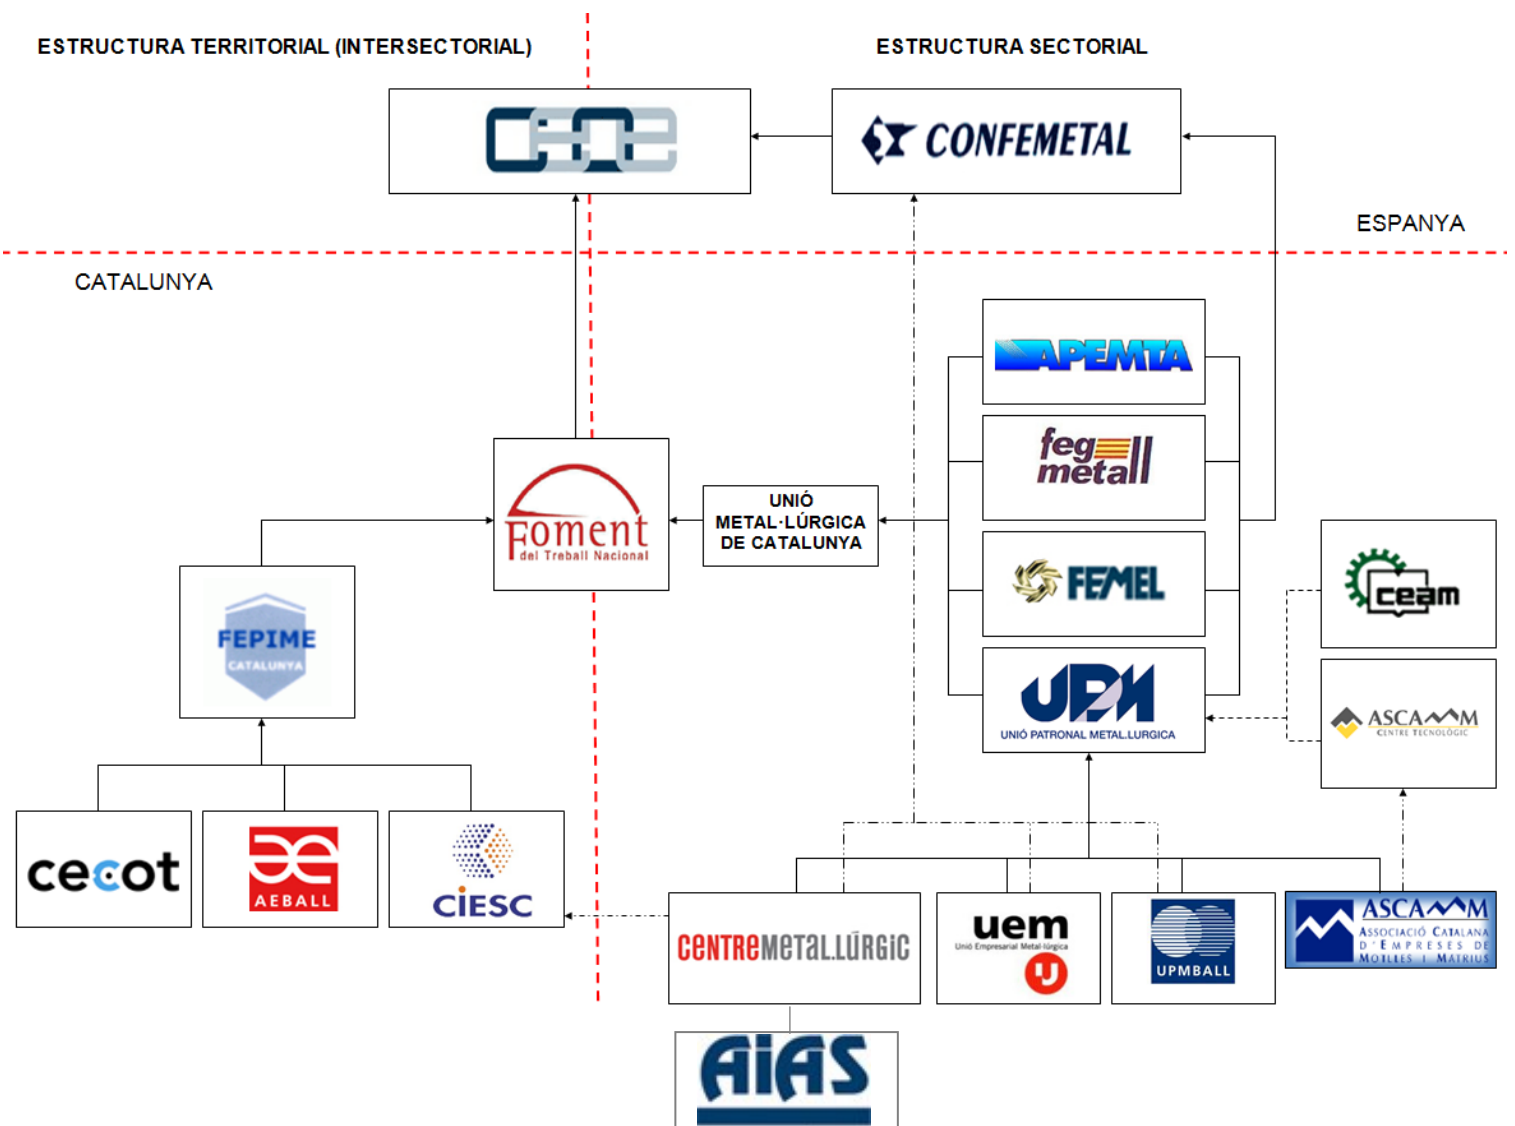 ESTRUCTURA TERRITORIAL (INTERSECTORIAL)
ESTRUCTURA SECTORIAL
ceoe
CONFEMETAL
ESPANYA
CATALUNYA
APEMTA
feg
metall
Foment
del Treball Nacional
UNIÓ
METAL·LÚRGICA
DE CATALUNYA
FEMEL
ceam
FEPIME
CATALUNYA
UPM
UNIÓ PATRONAL METAL.LURGICA
ASCAMM
CENTRE TECNOLÒGIC
cecot
AEBALL
CIESC
CENTREMETAL.LÚRGIC
uem
Unió Empresarial Metal·lúrgica
UPMBALL
ASCAMM
ASSOCIACIÓ CATALANA
D'EMPRESES DE
MOTLLES I MATRIUS
AIAS